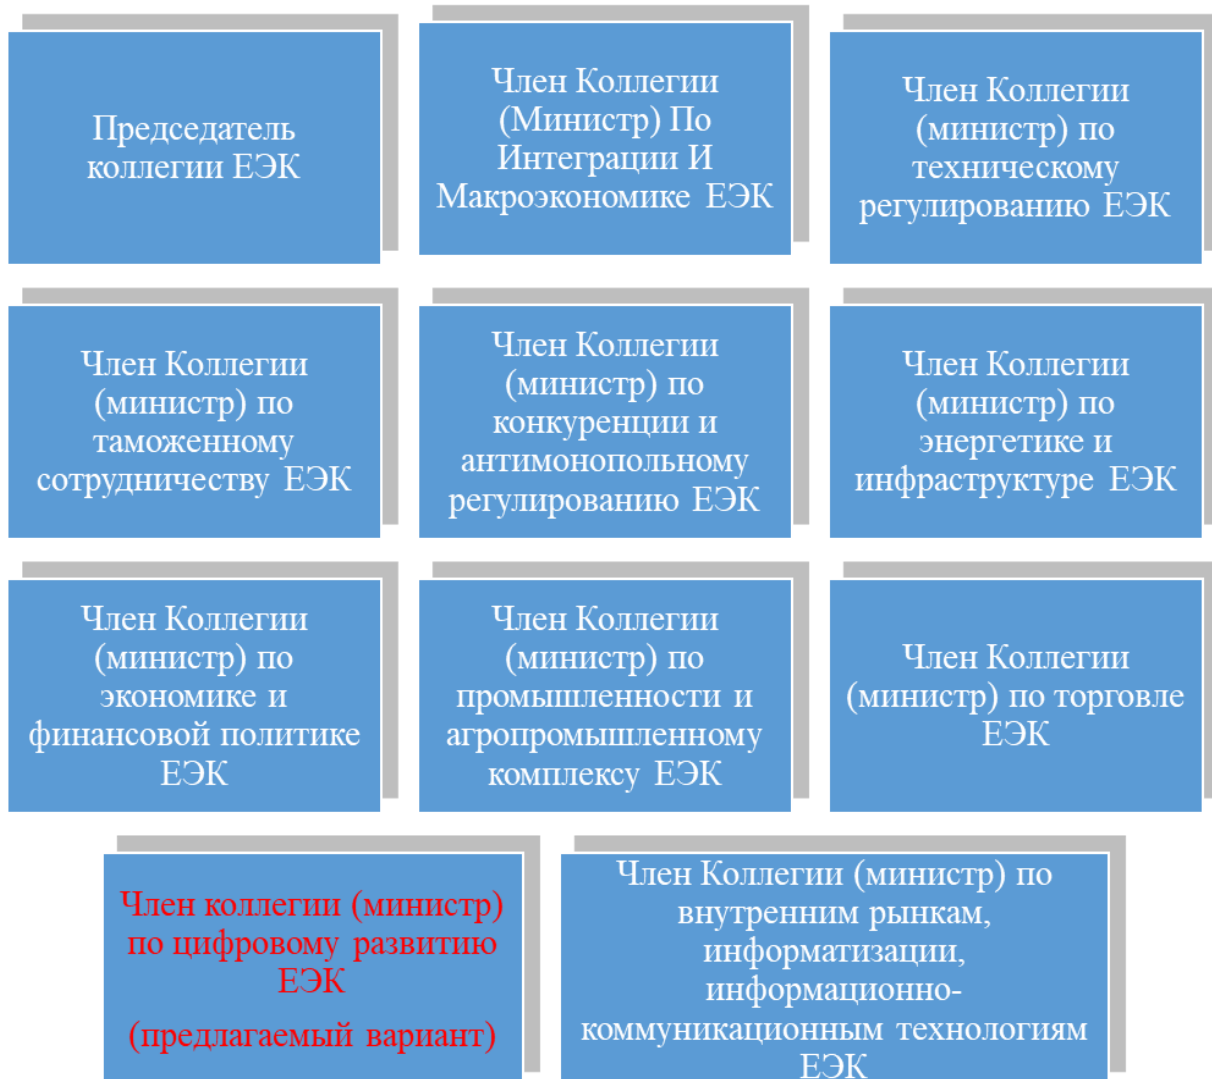 Председатель
коллегии ЕЭК
Член Коллегии
(Министр) По
Интеграции И
Макроэкономике ЕЭК
Член Коллегии
(министр) по
техническому
регулированию ЕЭК
Член Коллегии
(министр) по
таможенному
сотрудничеству ЕЭК
Член Коллегии
(министр) по
конкуренции и
антимонопольному
регулированию ЕЭК
Член Коллегии
(министр) по
энергетике и
инфраструктуре ЕЭК
Член Коллегии
(министр) по
экономике и
финансовой политике
ЕЭК
Член Коллегии
(министр) по
промышленности и
агропромышленному
комплексу ЕЭК
Член Коллегии
(министр) по торговле
ЕЭК
Член коллегии (министр)
по цифровому развитию
ЕЭК
(предлагаемый вариант)
Член Коллегии (министр) по
внутренним рынкам,
информатизации,
информационно-
коммуникационным технологиям
ЕЭК